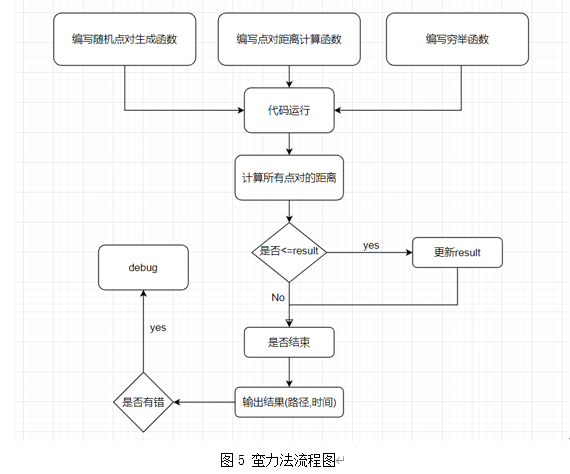 编写随机点对生成函数
编写点对距离计算函数
编写穷举函数
代码运行
计算所有点对的距离
是否<=result
yes
更新result
debug
No
yes
是否结束
是否有错
输出结果(路径,时间)
图 5 蛮力法流程图↵